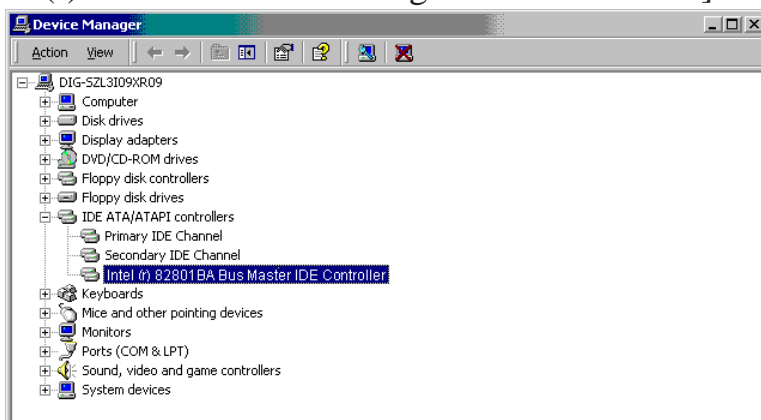 Device Manager
Action View
DIG-SZL3I09XR09
Computer
Disk drives
Display adapters
DVD/CD-ROM drives
Floppy disk controllers
Floppy disk drives
IDE ATA/ATAPI controllers
Primary IDE Channel
Secondary IDE Channel
Intel (r) 82801BA Bus Master IDE Controller
Keyboards
Mice and other pointing devices
Monitors
Ports (COM & LPT)
Sound, video and game controllers
System devices